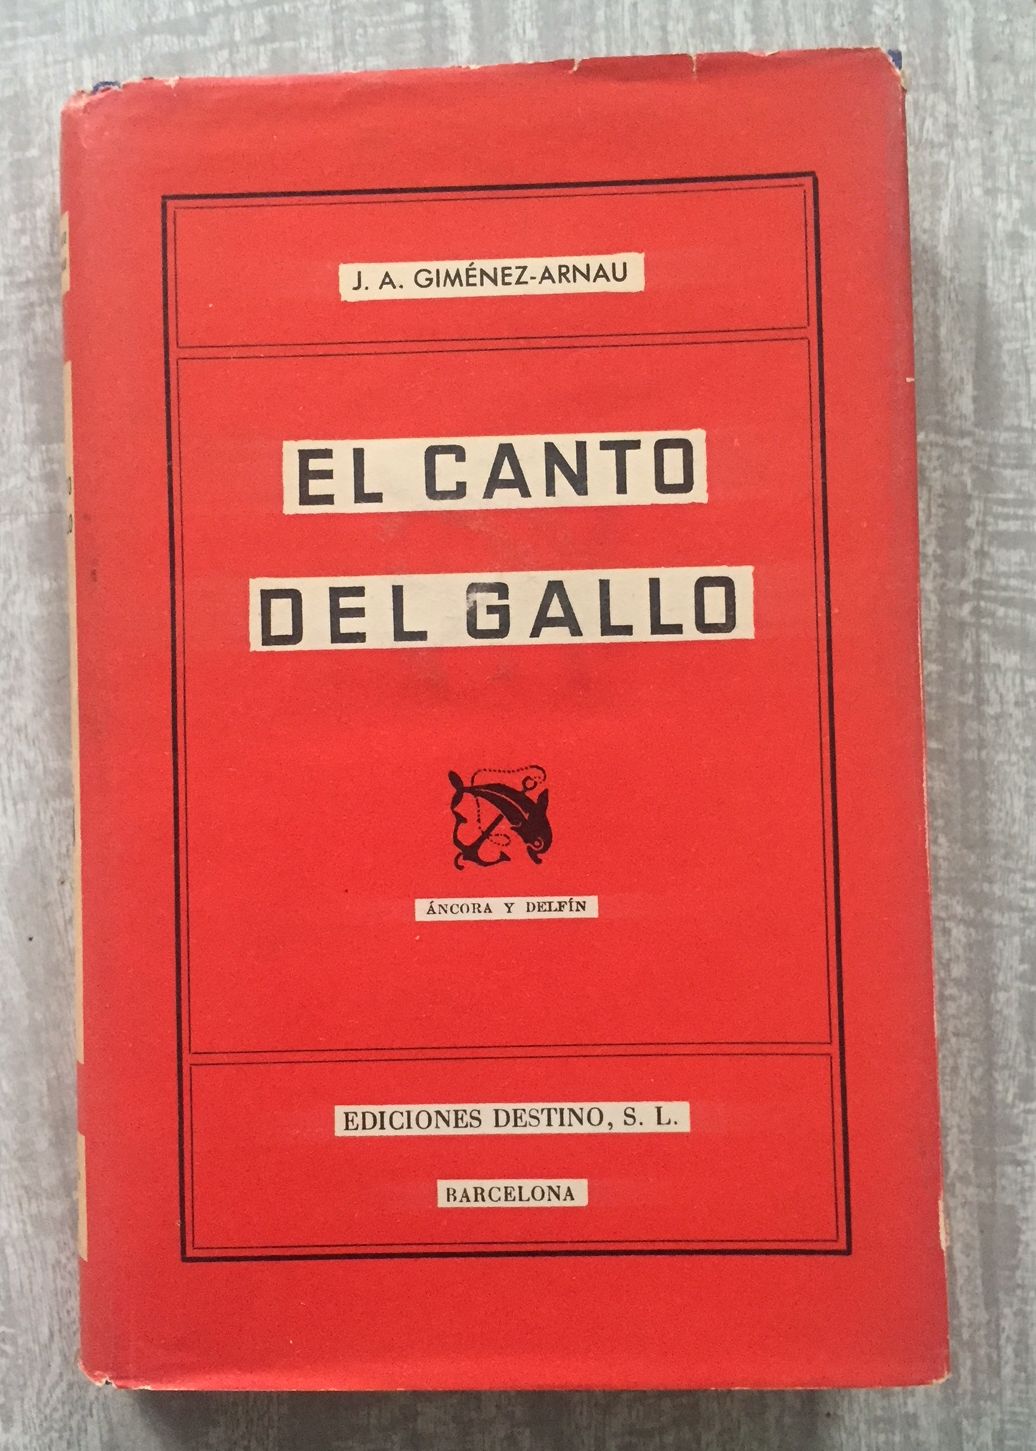 J. A. GIMÉNEZ-ARNAU
EL CANTO
DEL GALLO
ÁNCORA Y DELFÍN
EDICIONES DESTINO, S. L.
BARCELONA